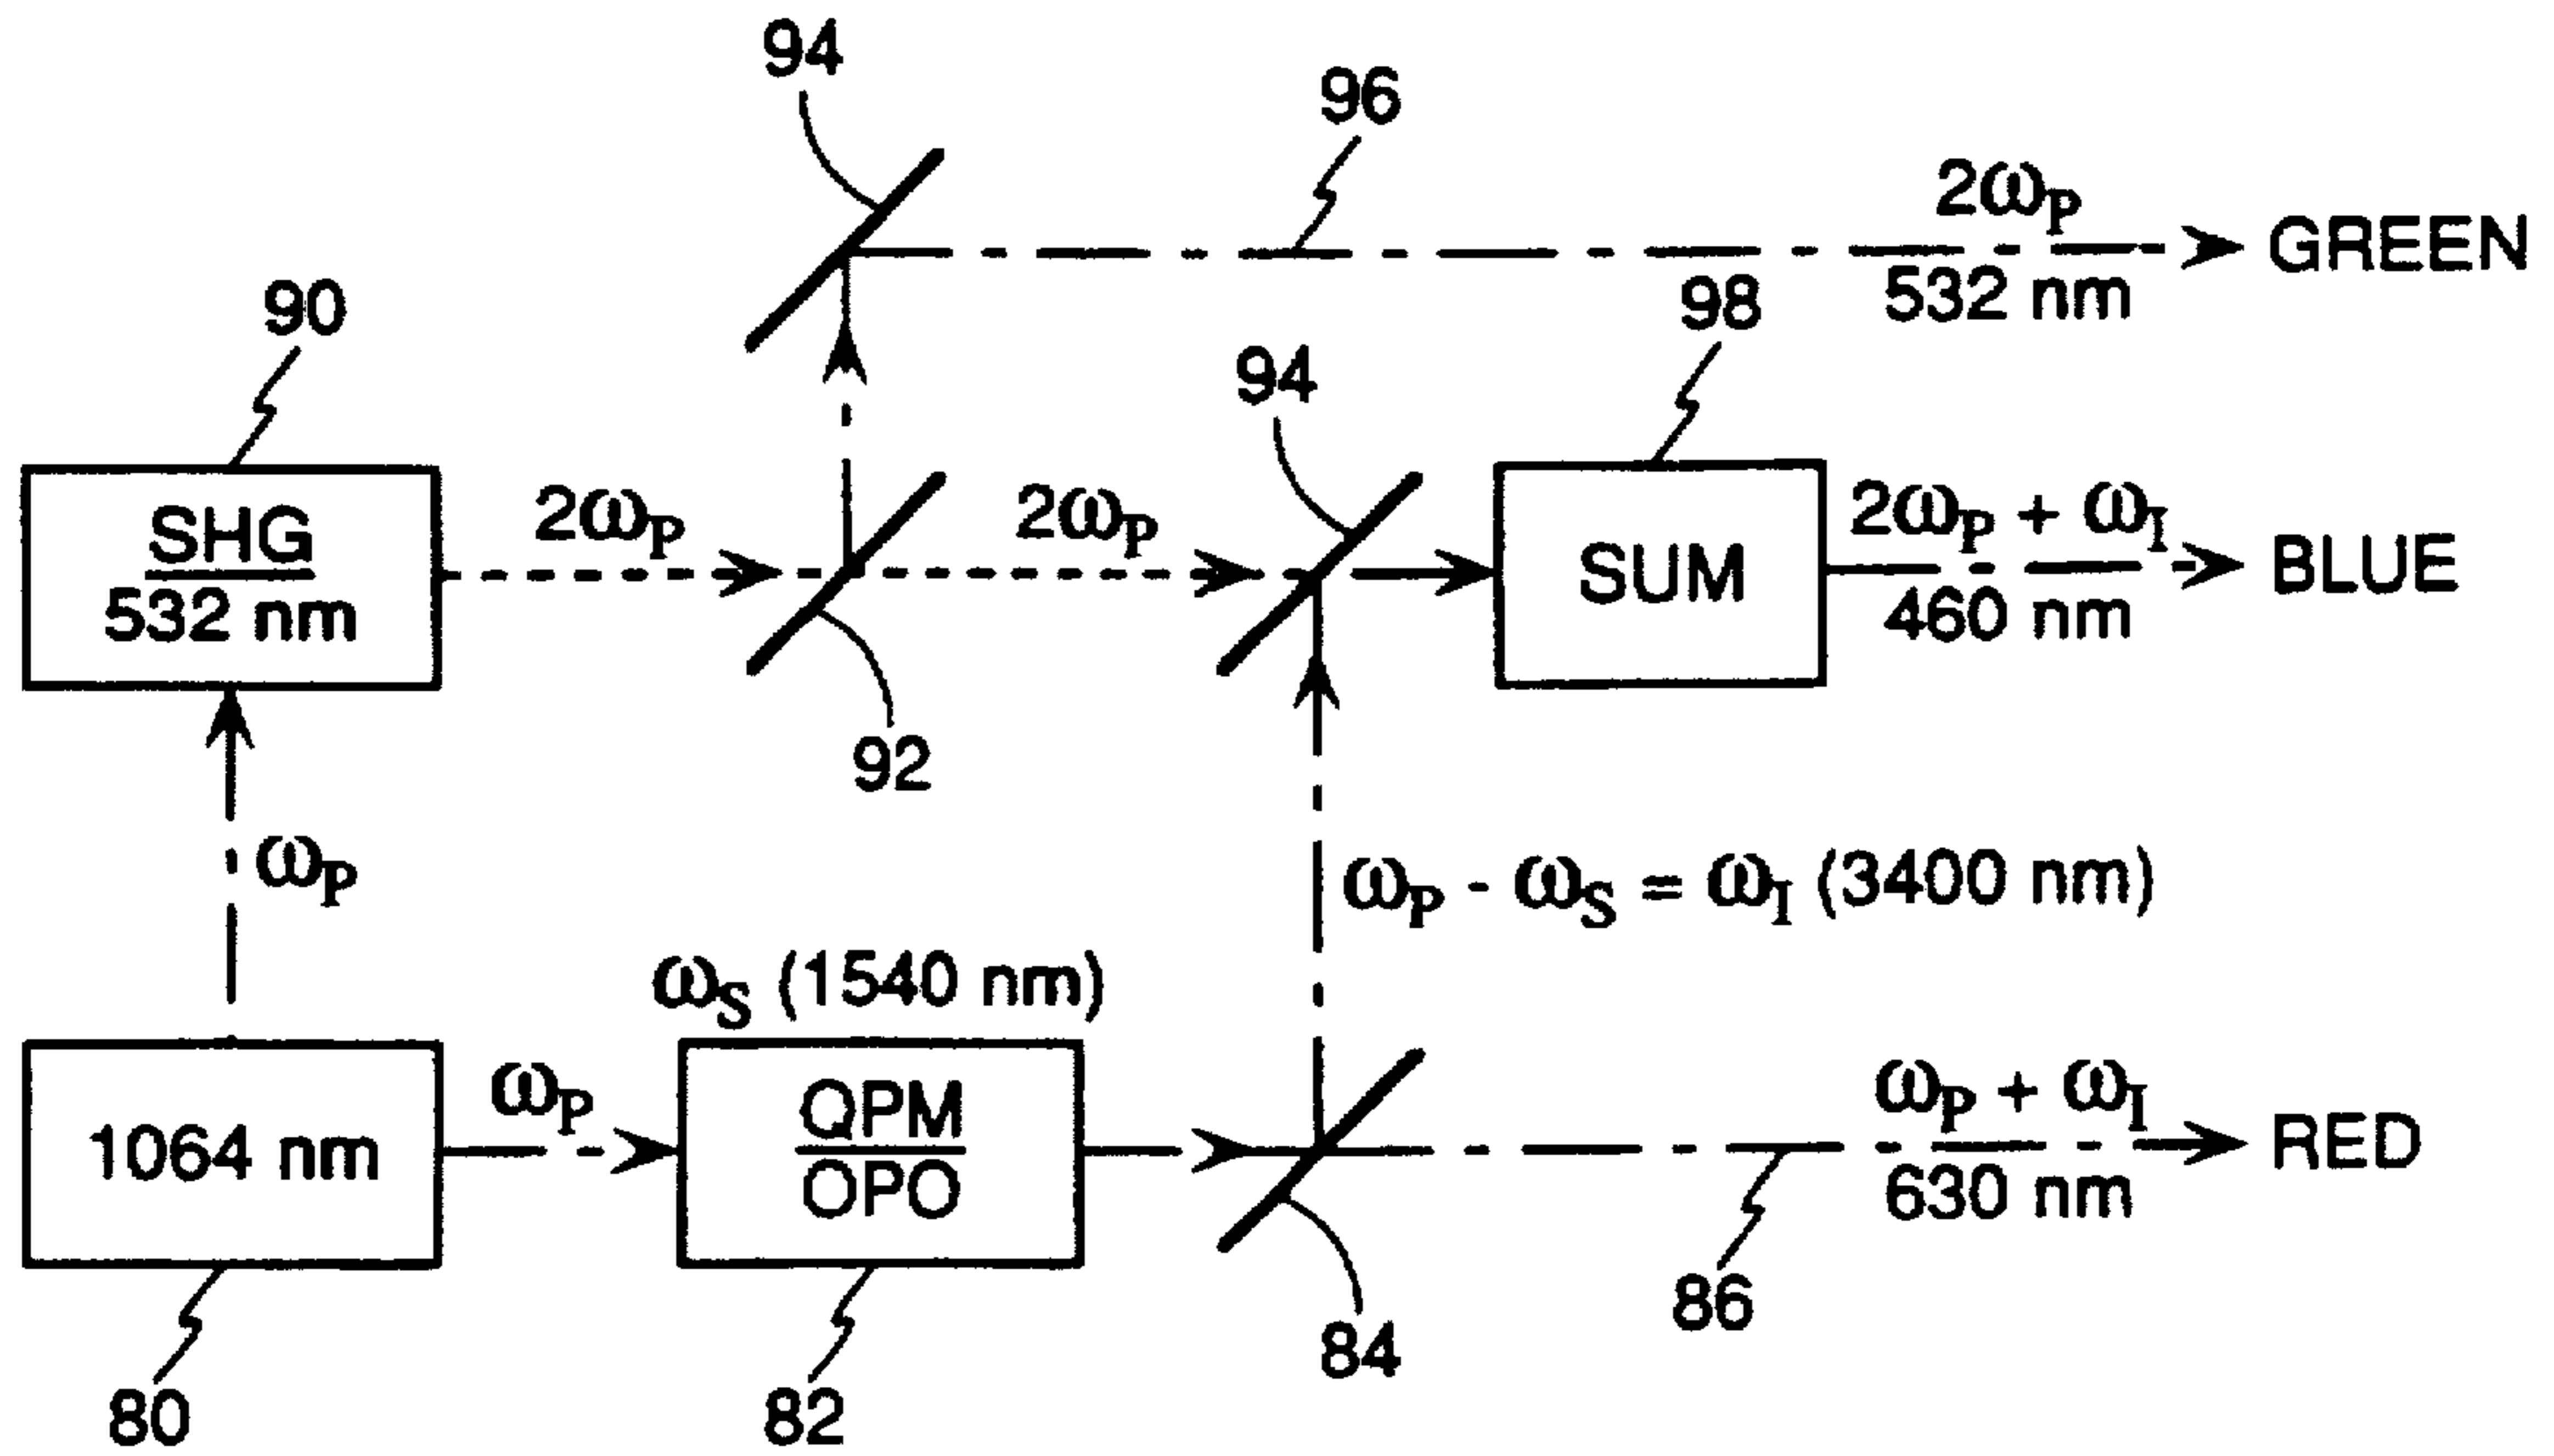 94
96
2ωP
GREEN
532 nm
90
98
94
SHG
532 nm
2ωP
2ωP
SUM
2ωP + ωI
BLUE
460 nm
92
ωP
ωP - ωS = ωI (3400 nm)
ωS (1540 nm)
1064 nm
ωP
QPM
OPO
ωP + ωI
RED
630 nm
86
84
80
82